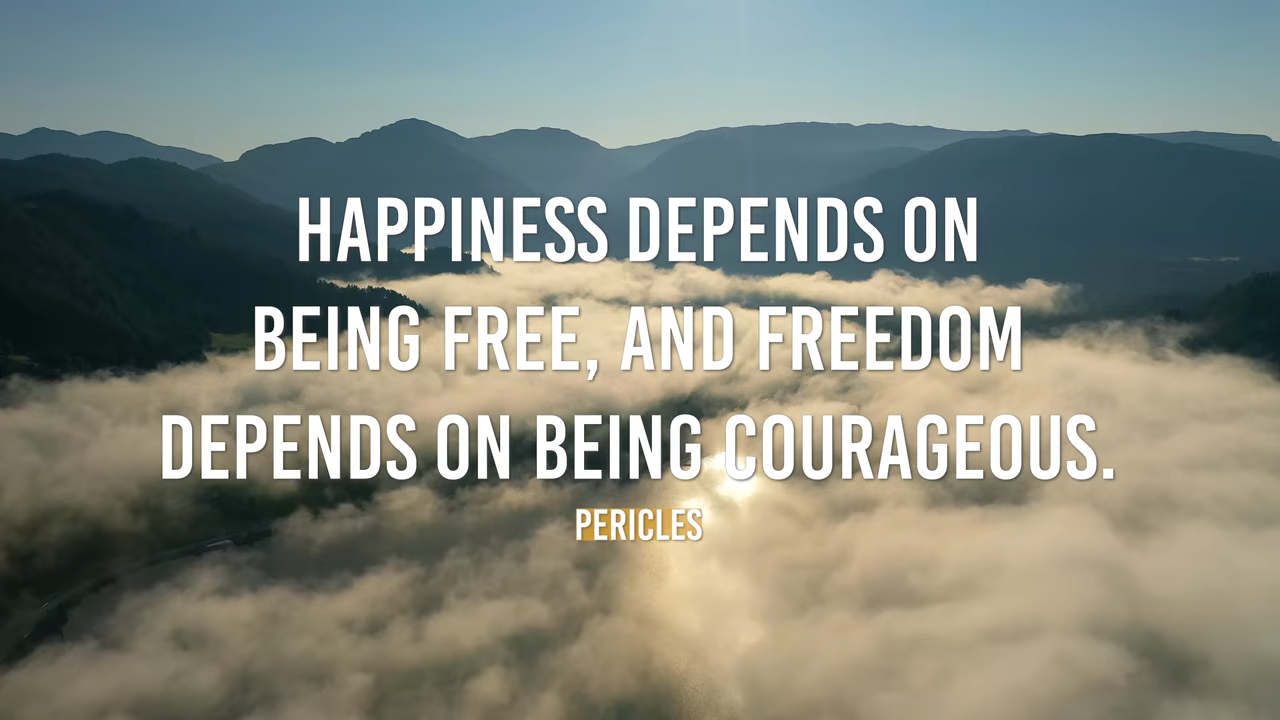 HAPPINESS DEPENDS ON
BEING FREE, AND FREEDOM
DEPENDS ON BEING COURAGEOUS.
PERICLES